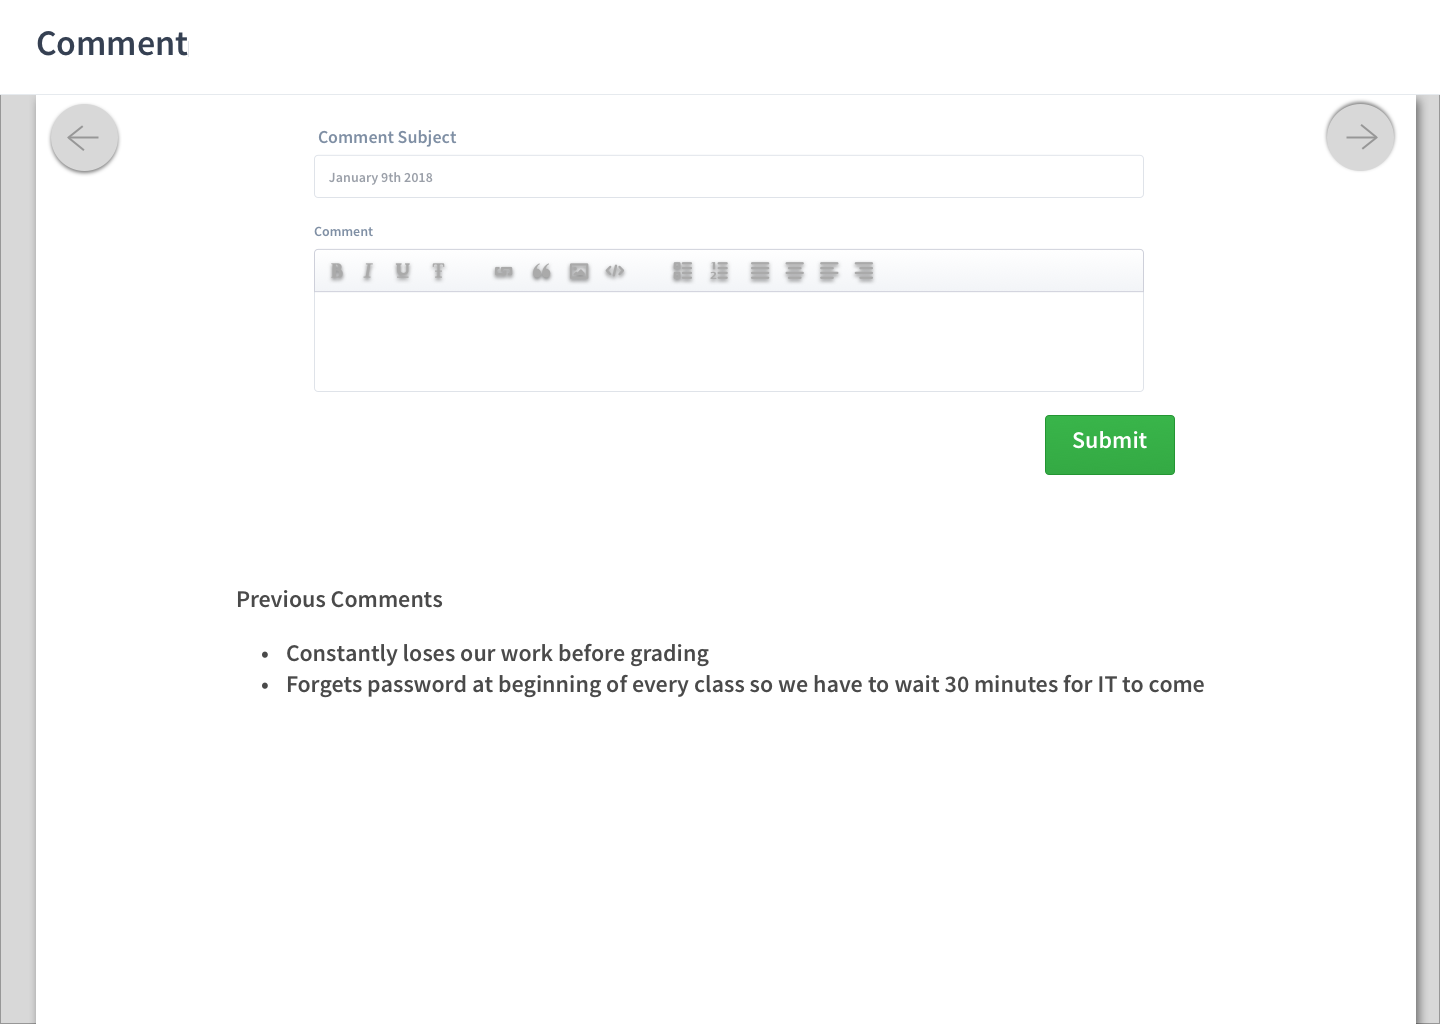 Comment
Comment Subject
January 9th 2018
Comment
B I U T
Submit
Previous Comments
• Constantly loses our work before grading
• Forgets password at beginning of every class so we have to wait 30 minutes for IT to come